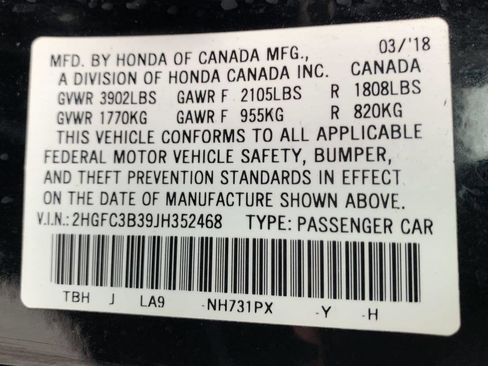 MFD. BY HONDA OF CANADA MFG., 03/'18
A DIVISION OF HONDA CANADA INC. CANADA
GVWR 3902LBS GAWR F 2105LBS R 1808LBS
GVWR 1770KG GAWR F 955KG R 820KG
THIS VEHICLE CONFORMS TO ALL APPLICABLE
FEDERAL MOTOR VEHICLE SAFETY, BUMPER,
AND THEFT PREVENTION STANDARDS IN EFFECT
ON THE DATE OF MANUFACTURE SHOWN ABOVE.
V.I.N.: 2HGFC3B39JH352468 TYPE: PASSENGER CAR
TBH J LA9 -NH731PX -Y -H